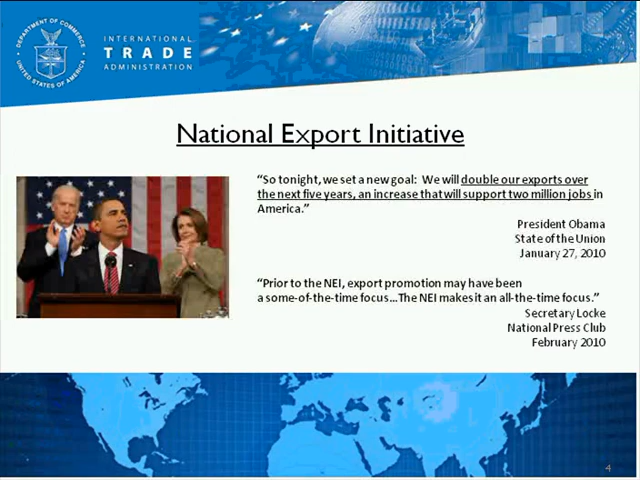 DEPARTMENT OF COMMERCE
UNITED STATES OF AMERICA
INTERNATIONAL
TRADE
ADMINISTRATION
National Export Initiative
“So tonight, we set a new goal: We will double our exports over
the next five years, an increase that will support two million jobs in
America.”
President Obama
State of the Union
January 27, 2010
“Prior to the NEI, export promotion may have been
a some-of-the-time focus...The NEI makes it an all-the-time focus.”
Secretary Locke
National Press Club
February 2010
4